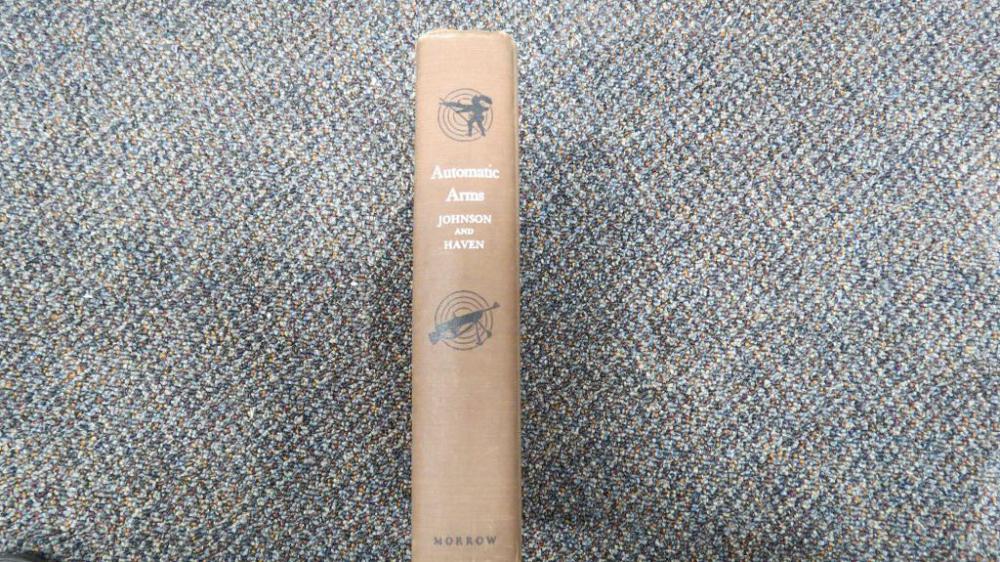 Automatic
Arms
JOHNSON
AND
HAVEN
MORROW